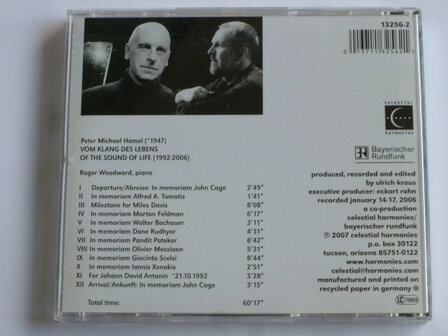 13256-2
0 13711 32562 1
celestial
harmonies
BR Bayerischer
Rundfunk
Peter Michael Hamel (*1947)
VOM KLANG DES LEBENS
OF THE SOUND OF LIFE (1992-2006)
Roger Woodward, piano
I Departure/Abreise: In memoriam John Cage 2'49"
II In memoriam Alfred A. Tomatis 1'41"
III Milestone for Miles Davis 8'08"
IV In memoriam Morton Feldman 6'17"
V In memoriam Walter Bachauer 3'11"
VI In memoriam Dane Rudhyar 4'31"
VII In memoriam Pandit Patekar 8'42"
VIII In memoriam Olivier Messiaen 5'31"
IX In memoriam Giacinto Scelsi 8'44"
X In memoriam Iannis Xenakis 2'51"
XI For Johann David Antonin *21.10.1992 2'28"
XII Arrival/Ankunft: In memoriam John Cage 3'15"
Total time: 60'17"
produced, recorded and edited
by ulrich kraus
executive producer: eckart rahn
recorded january 14-17, 2006
a co-production
celestial harmonies/
bayerischer rundfunk
℗ 2007 celestial harmonies
p.o. box 30122
tucson, arizona 85751-0122
www.harmonies.com
celestial@harmonies.com
manufactured and printed on
recycled paper in germany
LC 7869